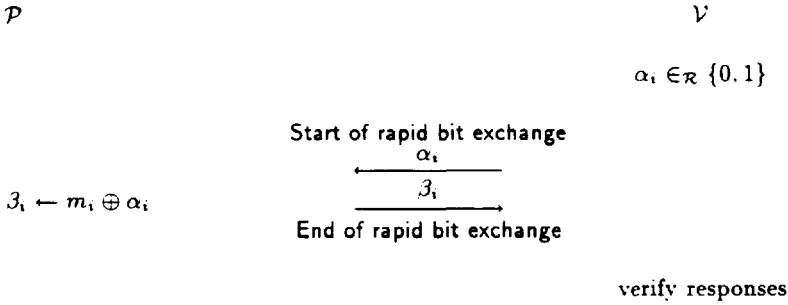 𝒫 𝒱
αᵢ ∈ℛ {0, 1}
Start of rapid bit exchange
αᵢ
βᵢ ← mᵢ ⊕ αᵢ
βᵢ
End of rapid bit exchange
verify responses